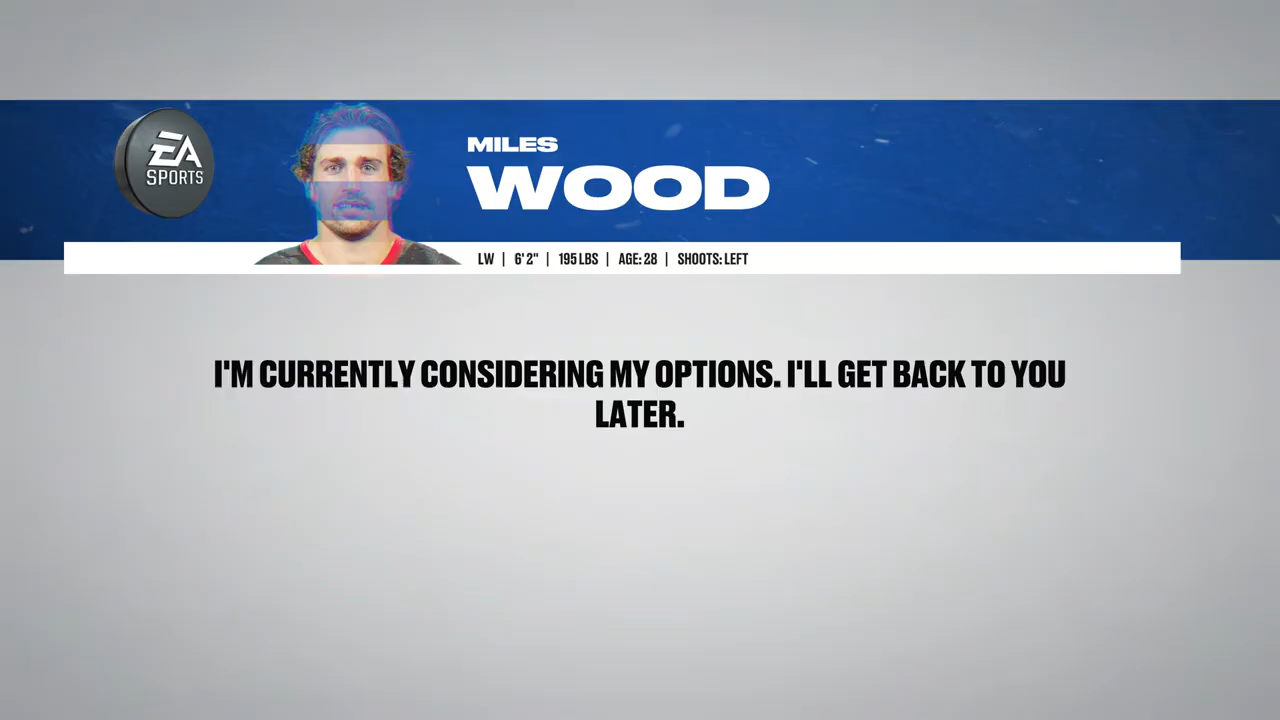 EA
SPORTS
MILES
WOOD
LW | 6' 2" | 195 LBS | AGE: 28 | SHOOTS: LEFT
I'M CURRENTLY CONSIDERING MY OPTIONS. I'LL GET BACK TO YOU
LATER.